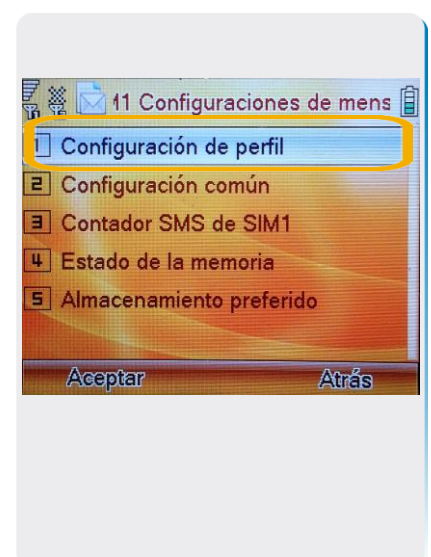 Configuraciones de mens
1 Configuración de perfil
2 Configuración común
3 Contador SMS de SIM1
4 Estado de la memoria
5 Almacenamiento preferido
Aceptar Atrás